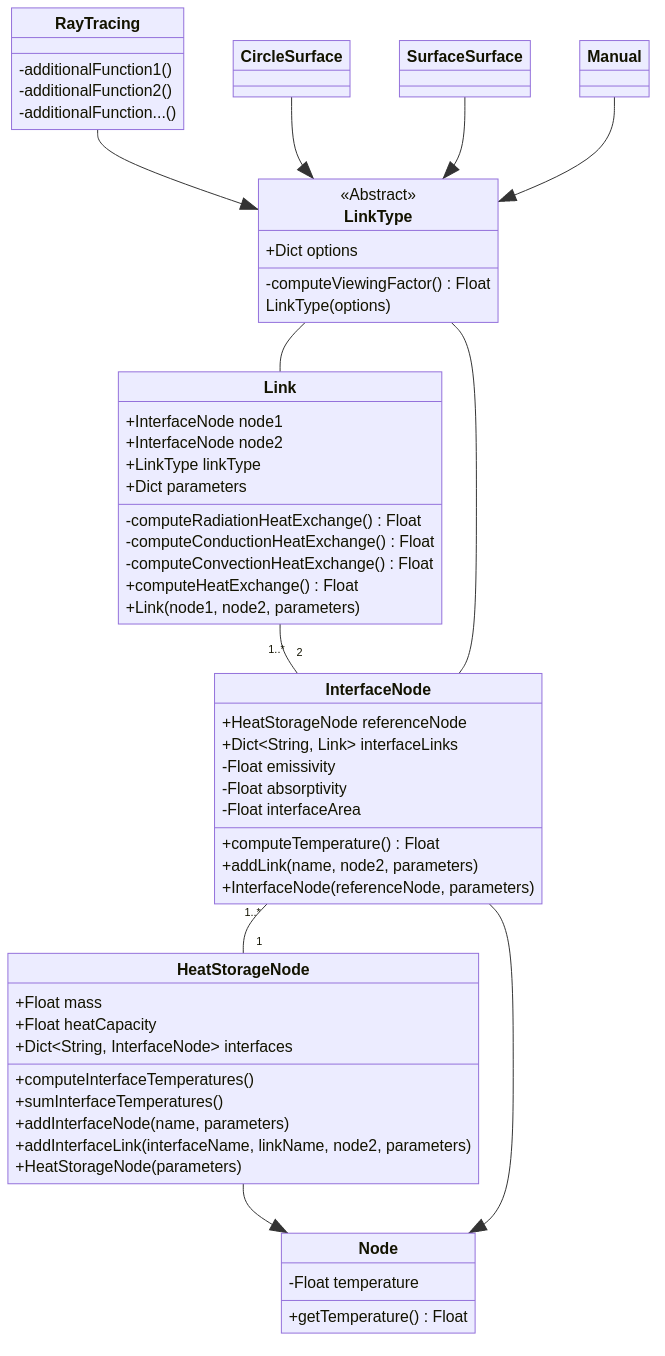 RayTracing
-additionalFunction1()
-additionalFunction2()
-additionalFunction...()
CircleSurface
SurfaceSurface
Manual
«Abstract»
LinkType
+Dict options
-computeViewingFactor() : Float
LinkType(options)
Link
+InterfaceNode node1
+InterfaceNode node2
+LinkType linkType
+Dict parameters
-computeRadiationHeatExchange() : Float
-computeConductionHeatExchange() : Float
-computeConvectionHeatExchange() : Float
+computeHeatExchange() : Float
+Link(node1, node2, parameters)
1..*
2
InterfaceNode
+HeatStorageNode referenceNode
+Dict<String, Link> interfaceLinks
-Float emissivity
-Float absorptivity
-Float interfaceArea
+computeTemperature() : Float
+addLink(name, node2, parameters)
+InterfaceNode(referenceNode, parameters)
1..*
1
HeatStorageNode
+Float mass
+Float heatCapacity
+Dict<String, InterfaceNode> interfaces
+computeInterfaceTemperatures()
+sumInterfaceTemperatures()
+addInterfaceNode(name, parameters)
+addInterfaceLink(interfaceName, linkName, node2, parameters)
+HeatStorageNode(parameters)
Node
-Float temperature
+getTemperature() : Float